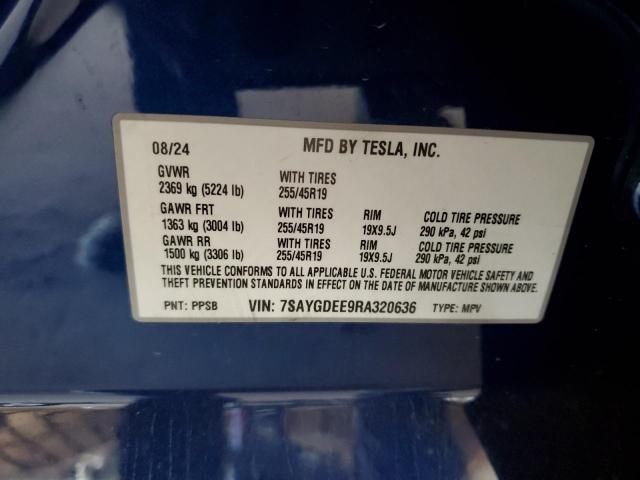 08/24 MFD BY TESLA, INC.
GVWR WITH TIRES
2369 kg (5224 lb) 255/45R19
GAWR FRT WITH TIRES RIM COLD TIRE PRESSURE
1363 kg (3004 lb) 255/45R19 19X9.5J 290 kPa, 42 psi
GAWR RR WITH TIRES RIM COLD TIRE PRESSURE
1500 kg (3306 lb) 255/45R19 19X9.5J 290 kPa, 42 psi
THIS VEHICLE CONFORMS TO ALL APPLICABLE U.S. FEDERAL MOTOR VEHICLE SAFETY AND
THEFT PREVENTION STANDARDS IN EFFECT ON THE DATE OF MANUFACTURE SHOWN ABOVE.
PNT: PPSB VIN: 7SAYGDEE9RA320636 TYPE: MPV